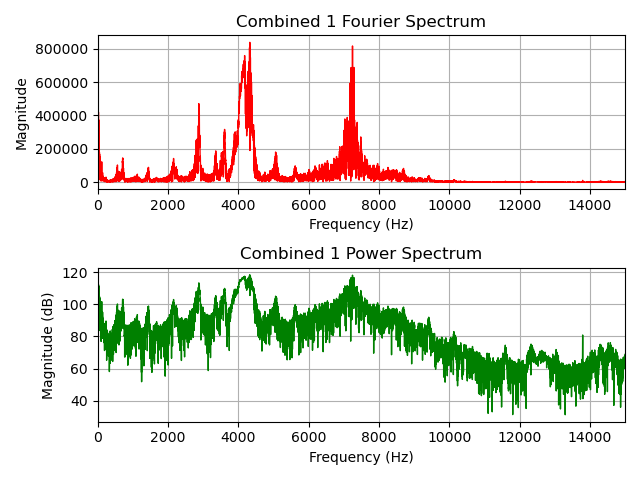 Combined 1 Fourier Spectrum
800000
600000
400000
200000
0
Magnitude
0 2000 4000 6000 8000 10000 12000 14000
Frequency (Hz)
Combined 1 Power Spectrum
120
100
80
60
40
Magnitude (dB)
0 2000 4000 6000 8000 10000 12000 14000
Frequency (Hz)